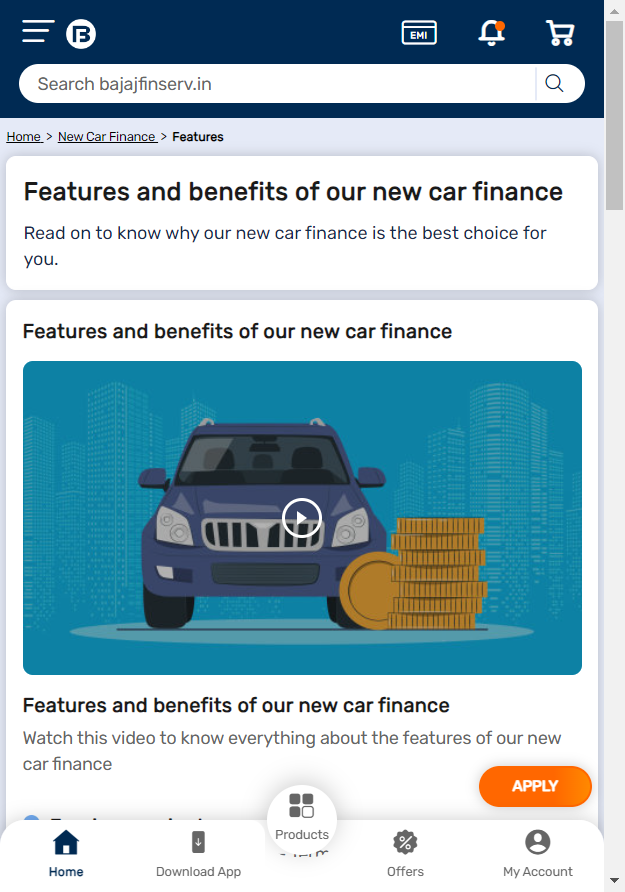 EMI
Search bajajfinserv.in
Home > New Car Finance > Features
Features and benefits of our new car finance
Read on to know why our new car finance is the best choice for
you.
Features and benefits of our new car finance
Features and benefits of our new car finance
Watch this video to know everything about the features of our new
car finance
APPLY
Products
Home
Download App
Offers
My Account